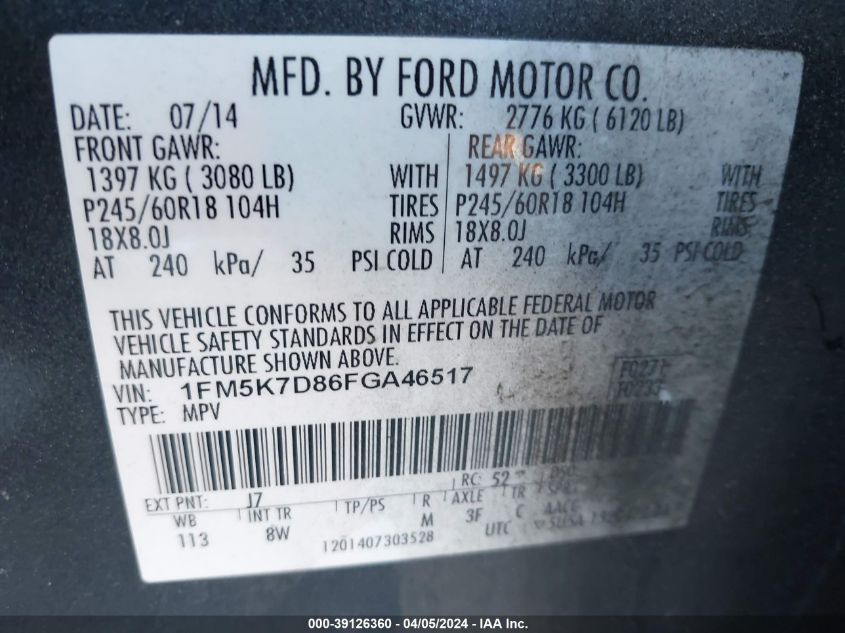 MFD. BY FORD MOTOR CO.
DATE: 07/14 GVWR: 2776 KG ( 6120 LB)
FRONT GAWR: REAR GAWR:
1397 KG ( 3080 LB) WITH 1497 KG ( 3300 LB) WITH
P245/60R18 104H TIRES P245/60R18 104H TIRES
18X8.0J RIMS 18X8.0J RIMS
AT 240 kPa/ 35 PSI COLD AT 240 kPa/ 35 PSI COLD
THIS VEHICLE CONFORMS TO ALL APPLICABLE FEDERAL MOTOR
VEHICLE SAFETY STANDARDS IN EFFECT ON THE DATE OF
MANUFACTURE SHOWN ABOVE.
VIN: 1FM5K7D86FGA46517 F0271
TYPE: MPV
EXT PNT: J7 RC: 52
WB INT TR TP/PS R AXLE TR
113 8W M 3F C
1201407303528 UTC
000-39126360 - 04/05/2024 - IAA Inc.